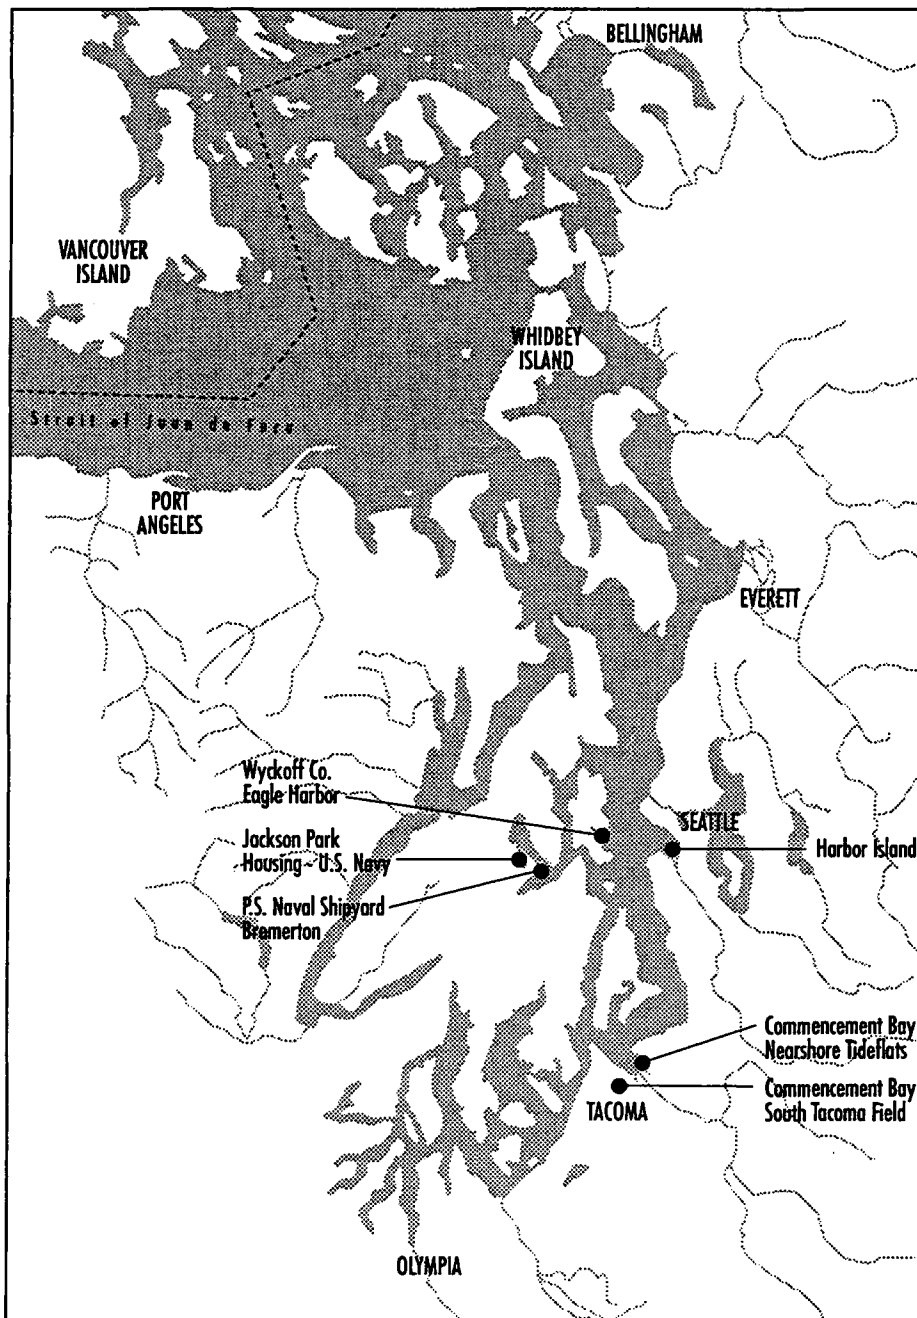 BELLINGHAM
VANCOUVER
ISLAND
WHIDBEY
ISLAND
Strait of Juan de Fuca
PORT
ANGELES
EVERETT
Wyckoff Co.
Eagle Harbor
SEATTLE
Jackson Park
Housing - U.S. Navy
Harbor Island
P.S. Naval Shipyard
Bremerton
Commencement Bay
Nearshore Tideflats
Commencement Bay
South Tacoma Field
TACOMA
OLYMPIA